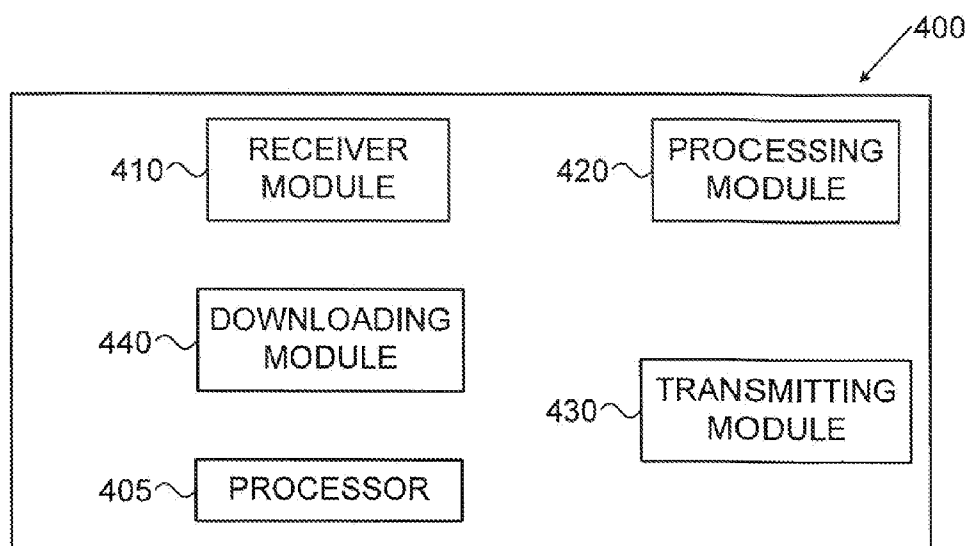 400
410 RECEIVER MODULE
420 PROCESSING MODULE
440 DOWNLOADING MODULE
430 TRANSMITTING MODULE
405 PROCESSOR